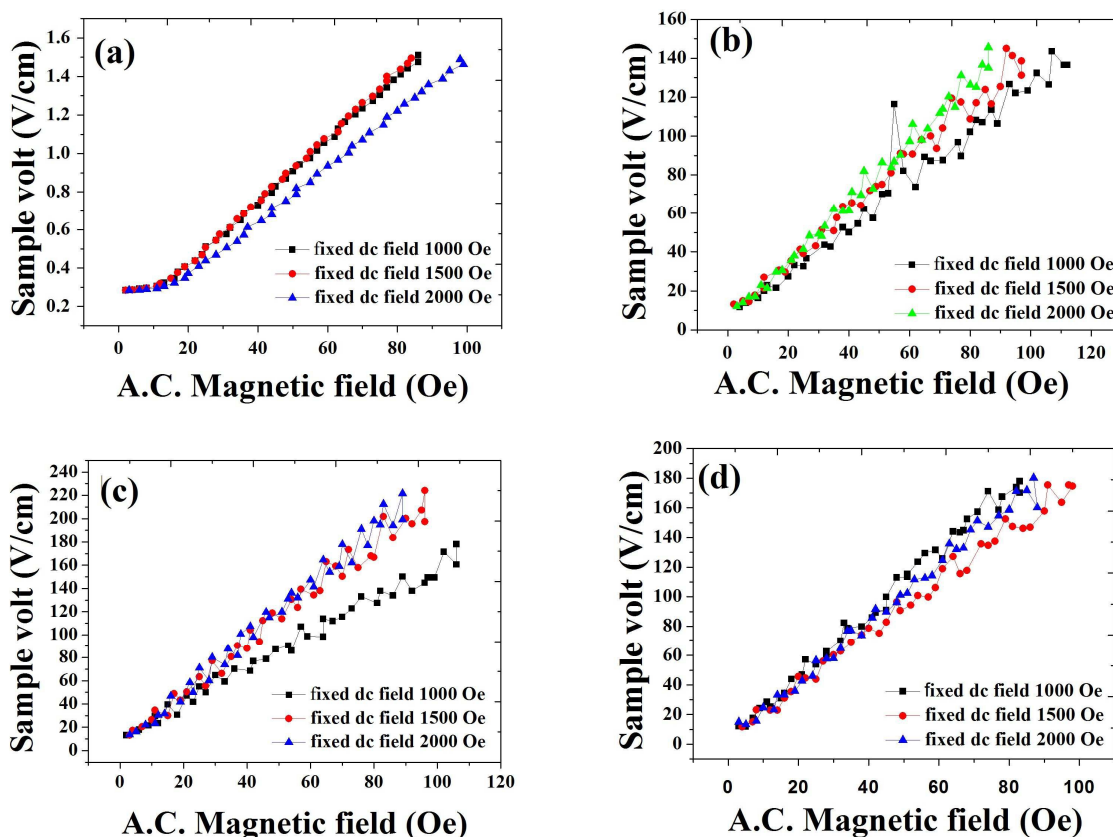 (a)
Sample volt (V/cm)
1.6
1.4
1.2
1.0
0.8
0.6
0.4
0.2
fixed dc field 1000 Oe
fixed dc field 1500 Oe
fixed dc field 2000 Oe
0 20 40 60 80 100
A.C. Magnetic field (Oe)
(b)
Sample volt (V/cm)
160
140
120
100
80
60
40
20
0
fixed dc field 1000 Oe
fixed dc field 1500 Oe
fixed dc field 2000 Oe
0 20 40 60 80 100 120
A.C. Magnetic field (Oe)
(c)
Sample volt (V/cm)
240
220
200
180
160
140
120
100
80
60
40
20
0
fixed dc field 1000 Oe
fixed dc field 1500 Oe
fixed dc field 2000 Oe
0 20 40 60 80 100 120
A.C. Magnetic field (Oe)
(d)
Sample volt (V/cm)
200
180
160
140
120
100
80
60
40
20
0
fixed dc field 1000 Oe
fixed dc field 1500 Oe
fixed dc field 2000 Oe
0 20 40 60 80 100
A.C. Magnetic field (Oe)